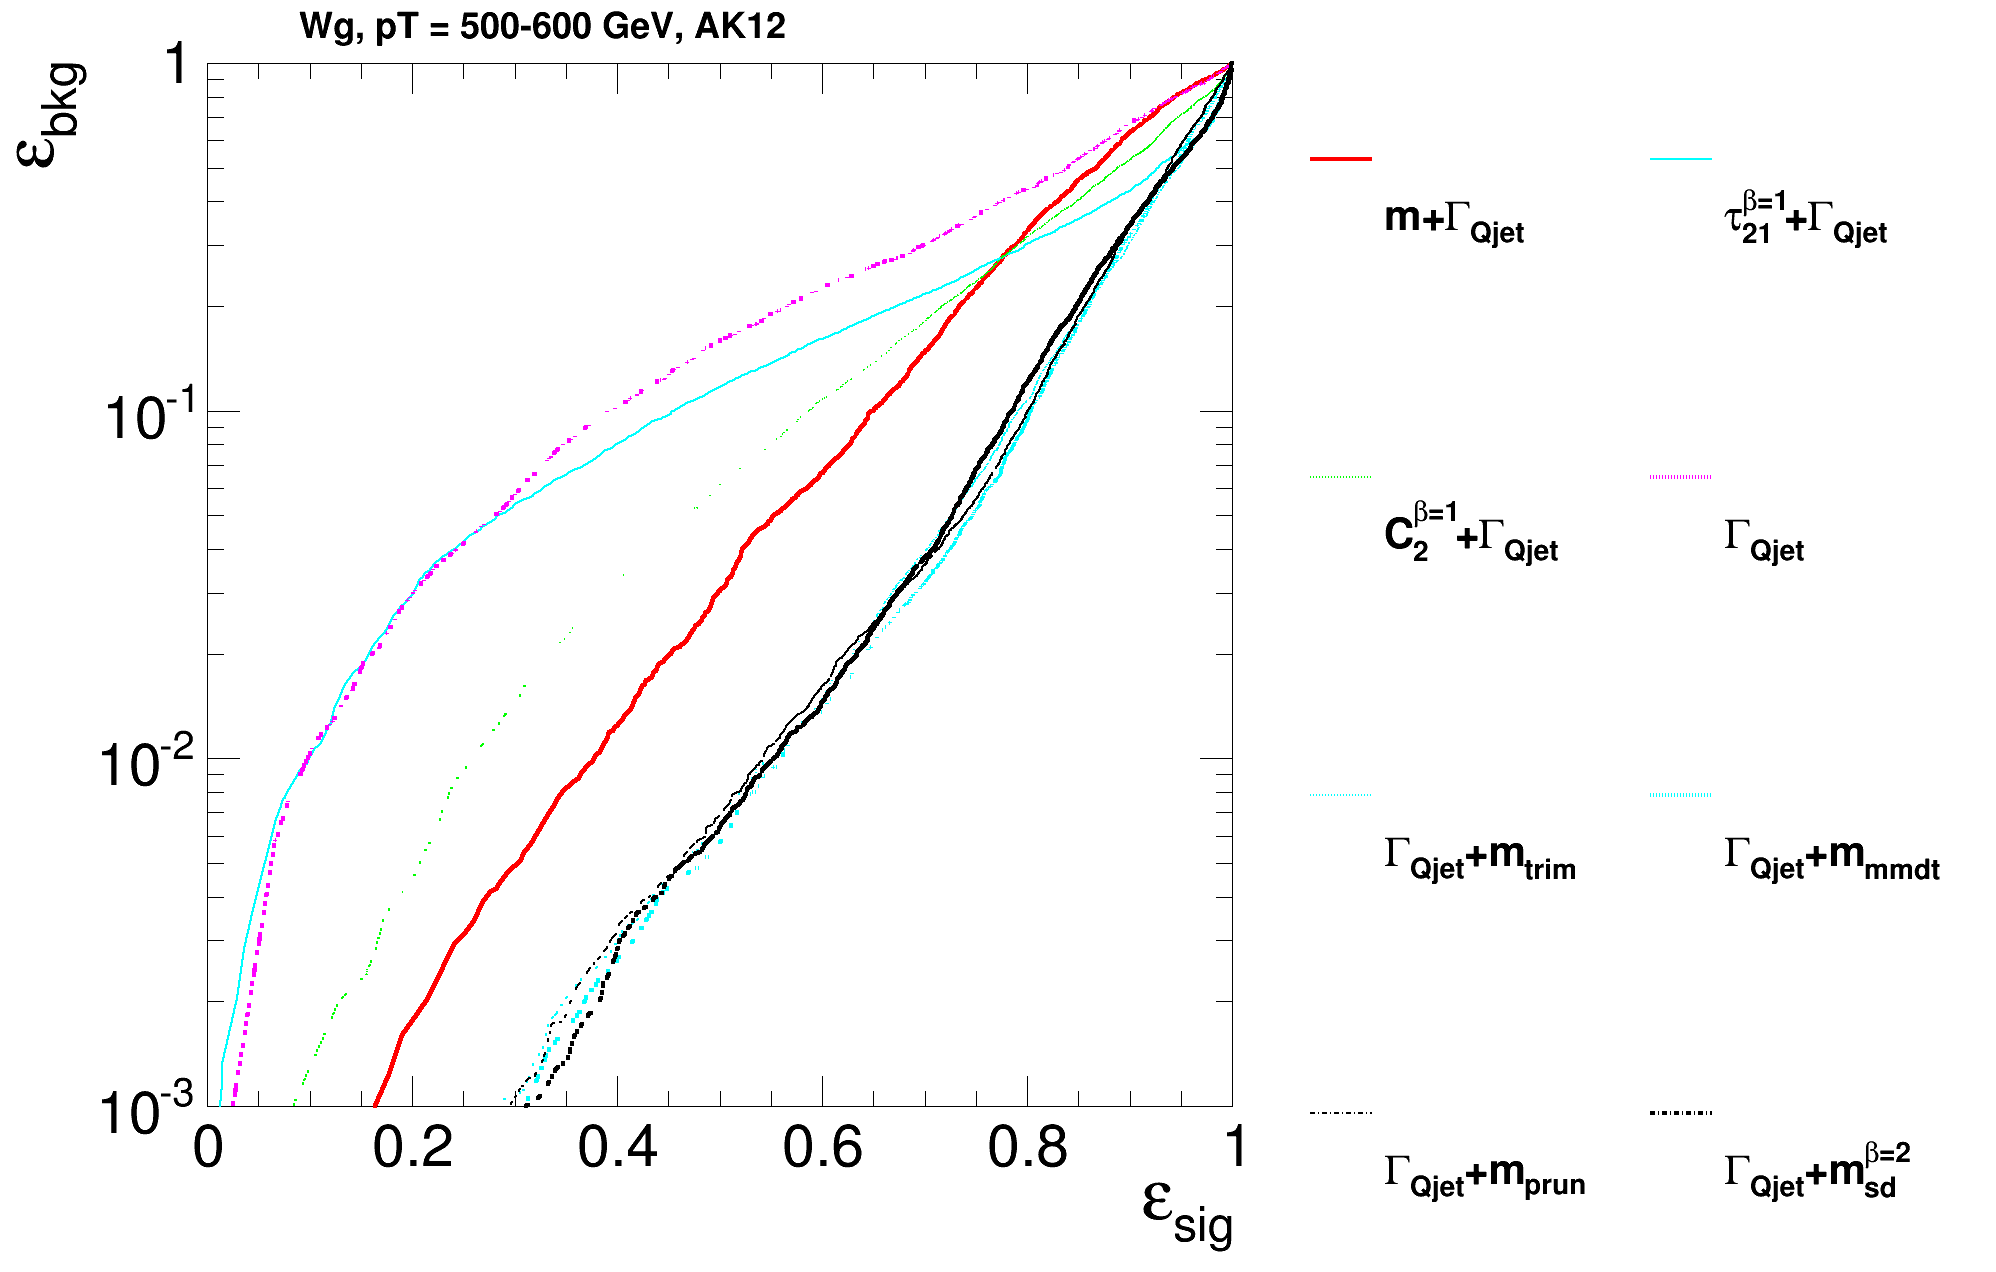 Wg, pT = 500-600 GeV, AK12
ε_bkg
1
10^-1
10^-2
10^-3
0 0.2 0.4 0.6 0.8 1
ε_sig
m+Γ_Qjet
τ_21^β=1+Γ_Qjet
C_2^β=1+Γ_Qjet
Γ_Qjet
Γ_Qjet+m_trim
Γ_Qjet+m_mmdt
Γ_Qjet+m_prun
Γ_Qjet+m_sd^β=2